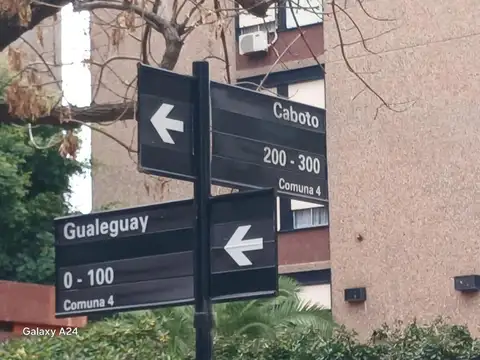 Caboto
200 - 300
Comuna 4
Gualeguay
0 - 100
Comuna 4
Galaxy A24